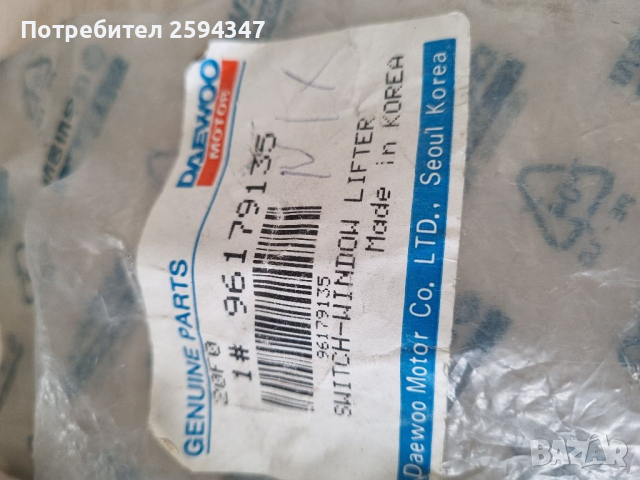 Потребител 2594347
DAEWOO
MOTOR
GENUINE PARTS
20F0
1# 96179135
96179135
SWITCH-WINDOW LIFTER
Made in KOREA
Daewoo Motor Co. LTD., Seoul Korea
BAZAR